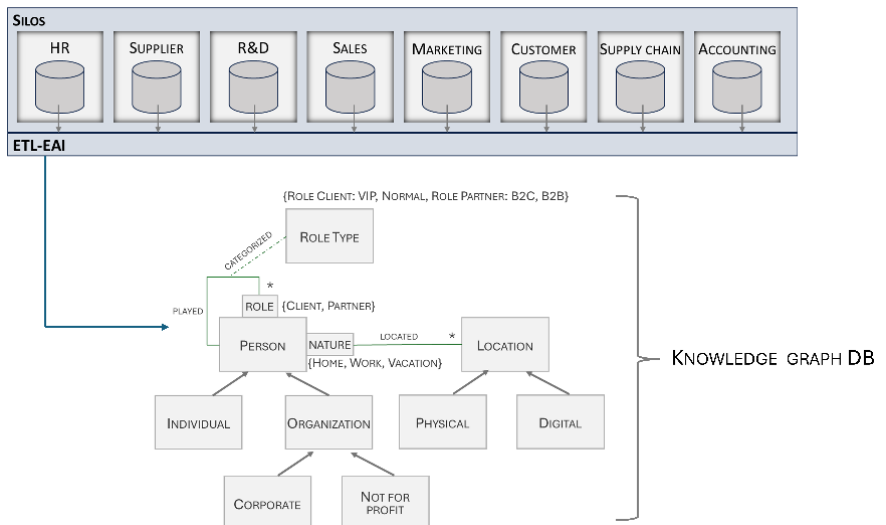 SILOS
HR
SUPPLIER
R&D
SALES
MARKETING
CUSTOMER
SUPPLY CHAIN
ACCOUNTING
ETL-EAI
{ROLE CLIENT: VIP, NORMAL, ROLE PARTNER: B2C, B2B}
ROLE TYPE
CATEGORIZED
*
PLAYED
ROLE
{CLIENT, PARTNER}
PERSON
NATURE
LOCATED
*
LOCATION
{HOME, WORK, VACATION}
KNOWLEDGE GRAPH DB
INDIVIDUAL
ORGANIZATION
PHYSICAL
DIGITAL
CORPORATE
NOT FOR
PROFIT